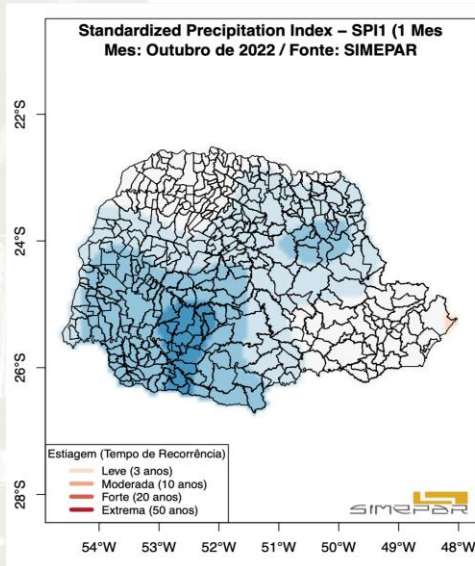 Standardized Precipitation Index – SPI1 (1 Mes
Mes: Outubro de 2022 / Fonte: SIMEPAR
22°S
24°S
26°S
28°S
Estiagem (Tempo de Recorrência)
Leve (3 anos)
Moderada (10 anos)
Forte (20 anos)
Extrema (50 anos)
SIMEPAR
54°W
53°W
52°W
51°W
50°W
49°W
48°W